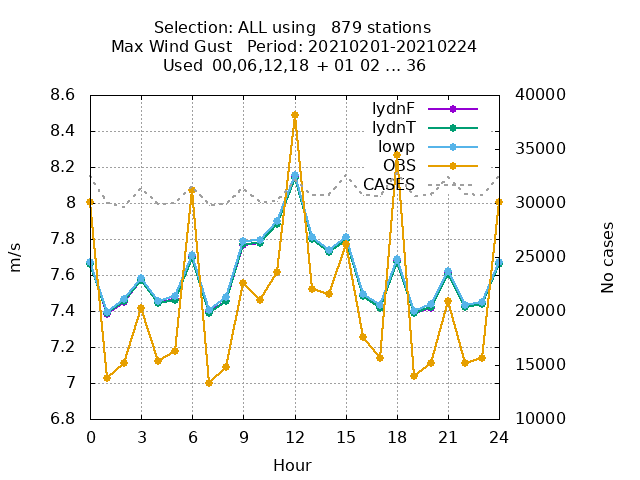 Selection: ALL using   879 stations
Max Wind Gust   Period: 20210201-20210224
Used  00,06,12,18  + 01 02 ... 36
8.6
8.4
8.2
8
7.8
7.6
7.4
7.2
7
6.8
40000
35000
30000
25000
20000
15000
10000
lydnF
lydnT
lowp
OBS
CASES
m/s
No cases
0 3 6 9 12 15 18 21 24
Hour